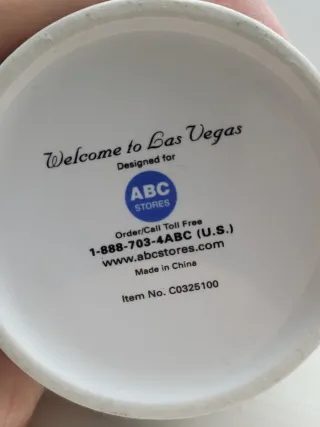 Welcome to Las Vegas
Designed for
ABC
STORES
Order/Call Toll Free
1-888-703-4ABC (U.S.)
www.abcstores.com
Made in China
Item No. C0325100